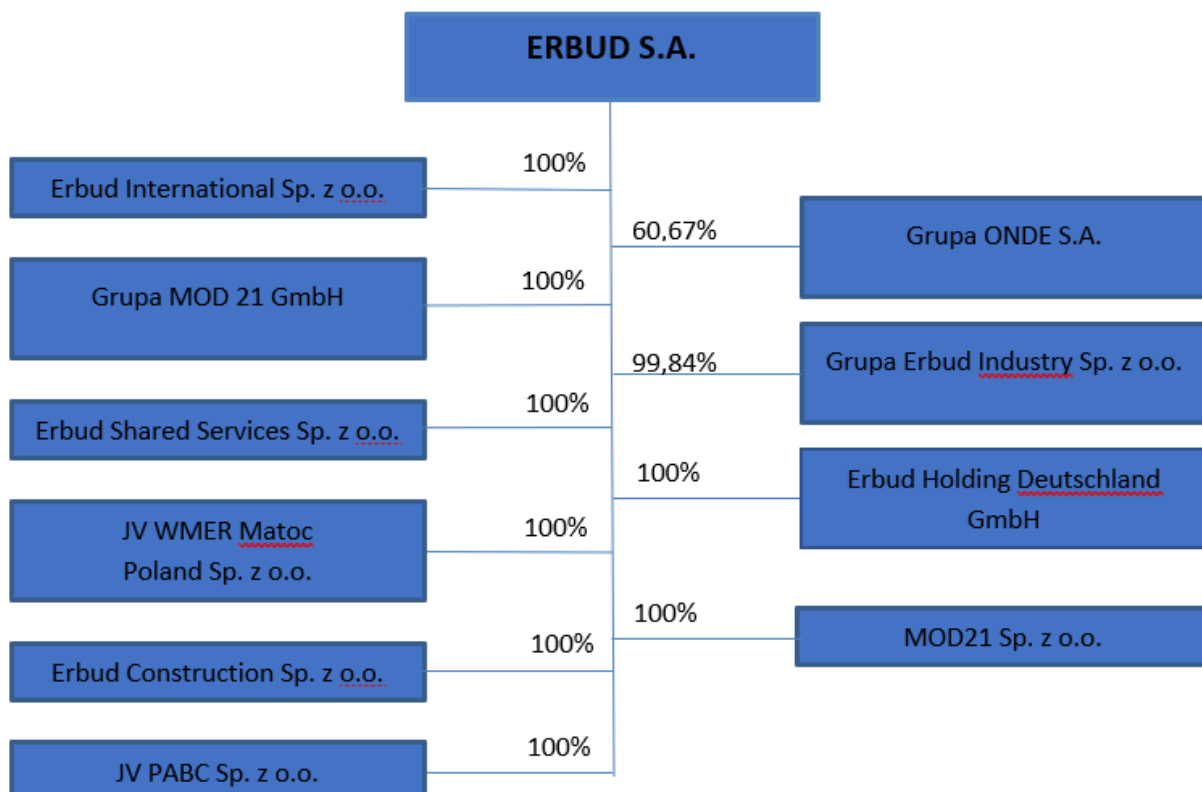 ERBUD S.A.
100%
Erbud International Sp. z o.o.
60,67%
Grupa ONDE S.A.
100%
Grupa MOD 21 GmbH
99,84%
Grupa Erbud Industry Sp. z o.o.
100%
Erbud Shared Services Sp. z o.o.
100%
Erbud Holding Deutschland
GmbH
100%
JV WMER Matoc
Poland Sp. z o.o.
100%
MOD21 Sp. z o.o.
100%
Erbud Construction Sp. z o.o.
100%
JV PABC Sp. z o.o.